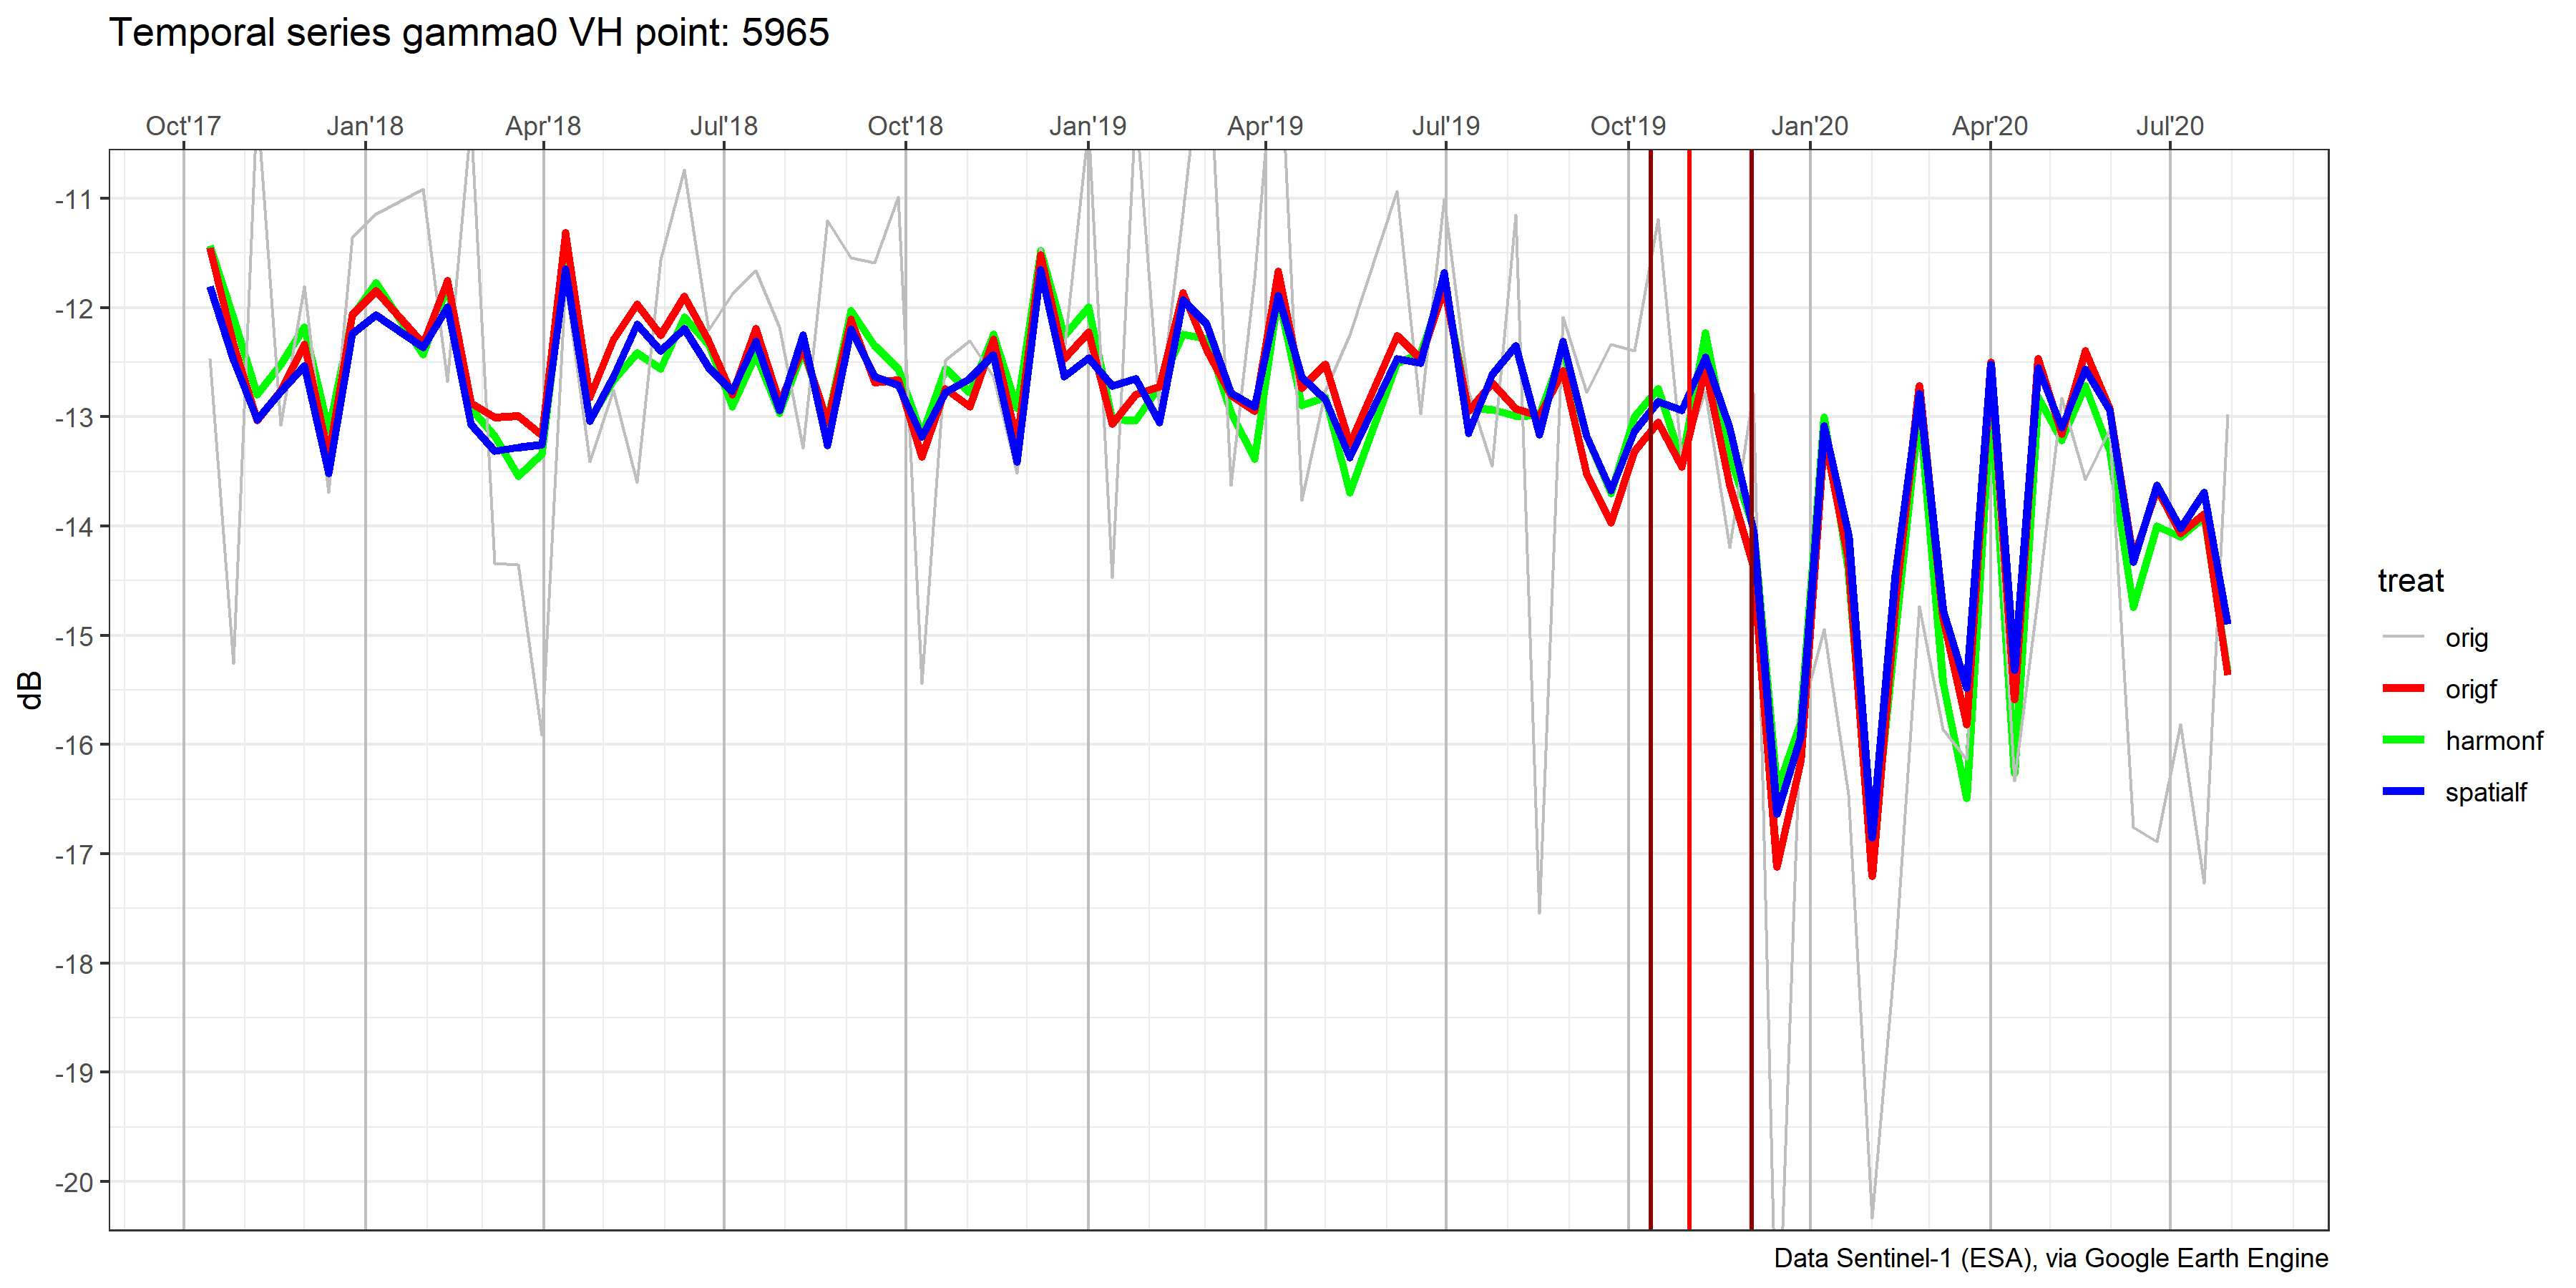 Temporal series gamma0 VH point: 5965
Oct'17 Jan'18 Apr'18 Jul'18 Oct'18 Jan'19 Apr'19 Jul'19 Oct'19 Jan'20 Apr'20 Jul'20
-11
-12
-13
-14
-15
-16
-17
-18
-19
-20
dB
treat
orig
origf
harmonf
spatialf
Data Sentinel-1 (ESA), via Google Earth Engine